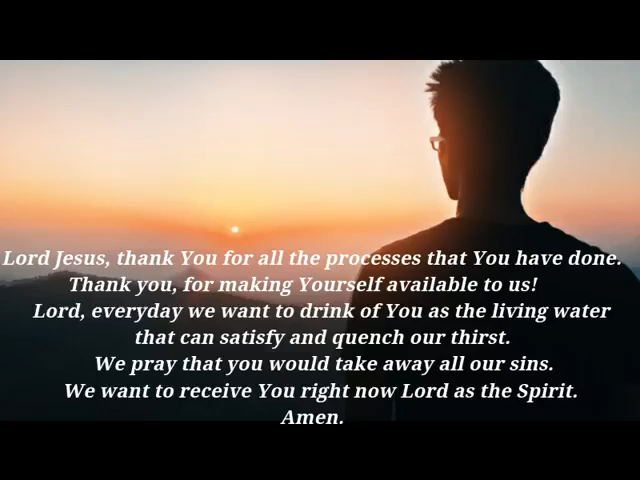 Lord Jesus, thank You for all the processes that You have done.
Thank you, for making Yourself available to us!
Lord, everyday we want to drink of You as the living water
that can satisfy and quench our thirst.
We pray that you would take away all our sins.
We want to receive You right now Lord as the Spirit.
Amen.